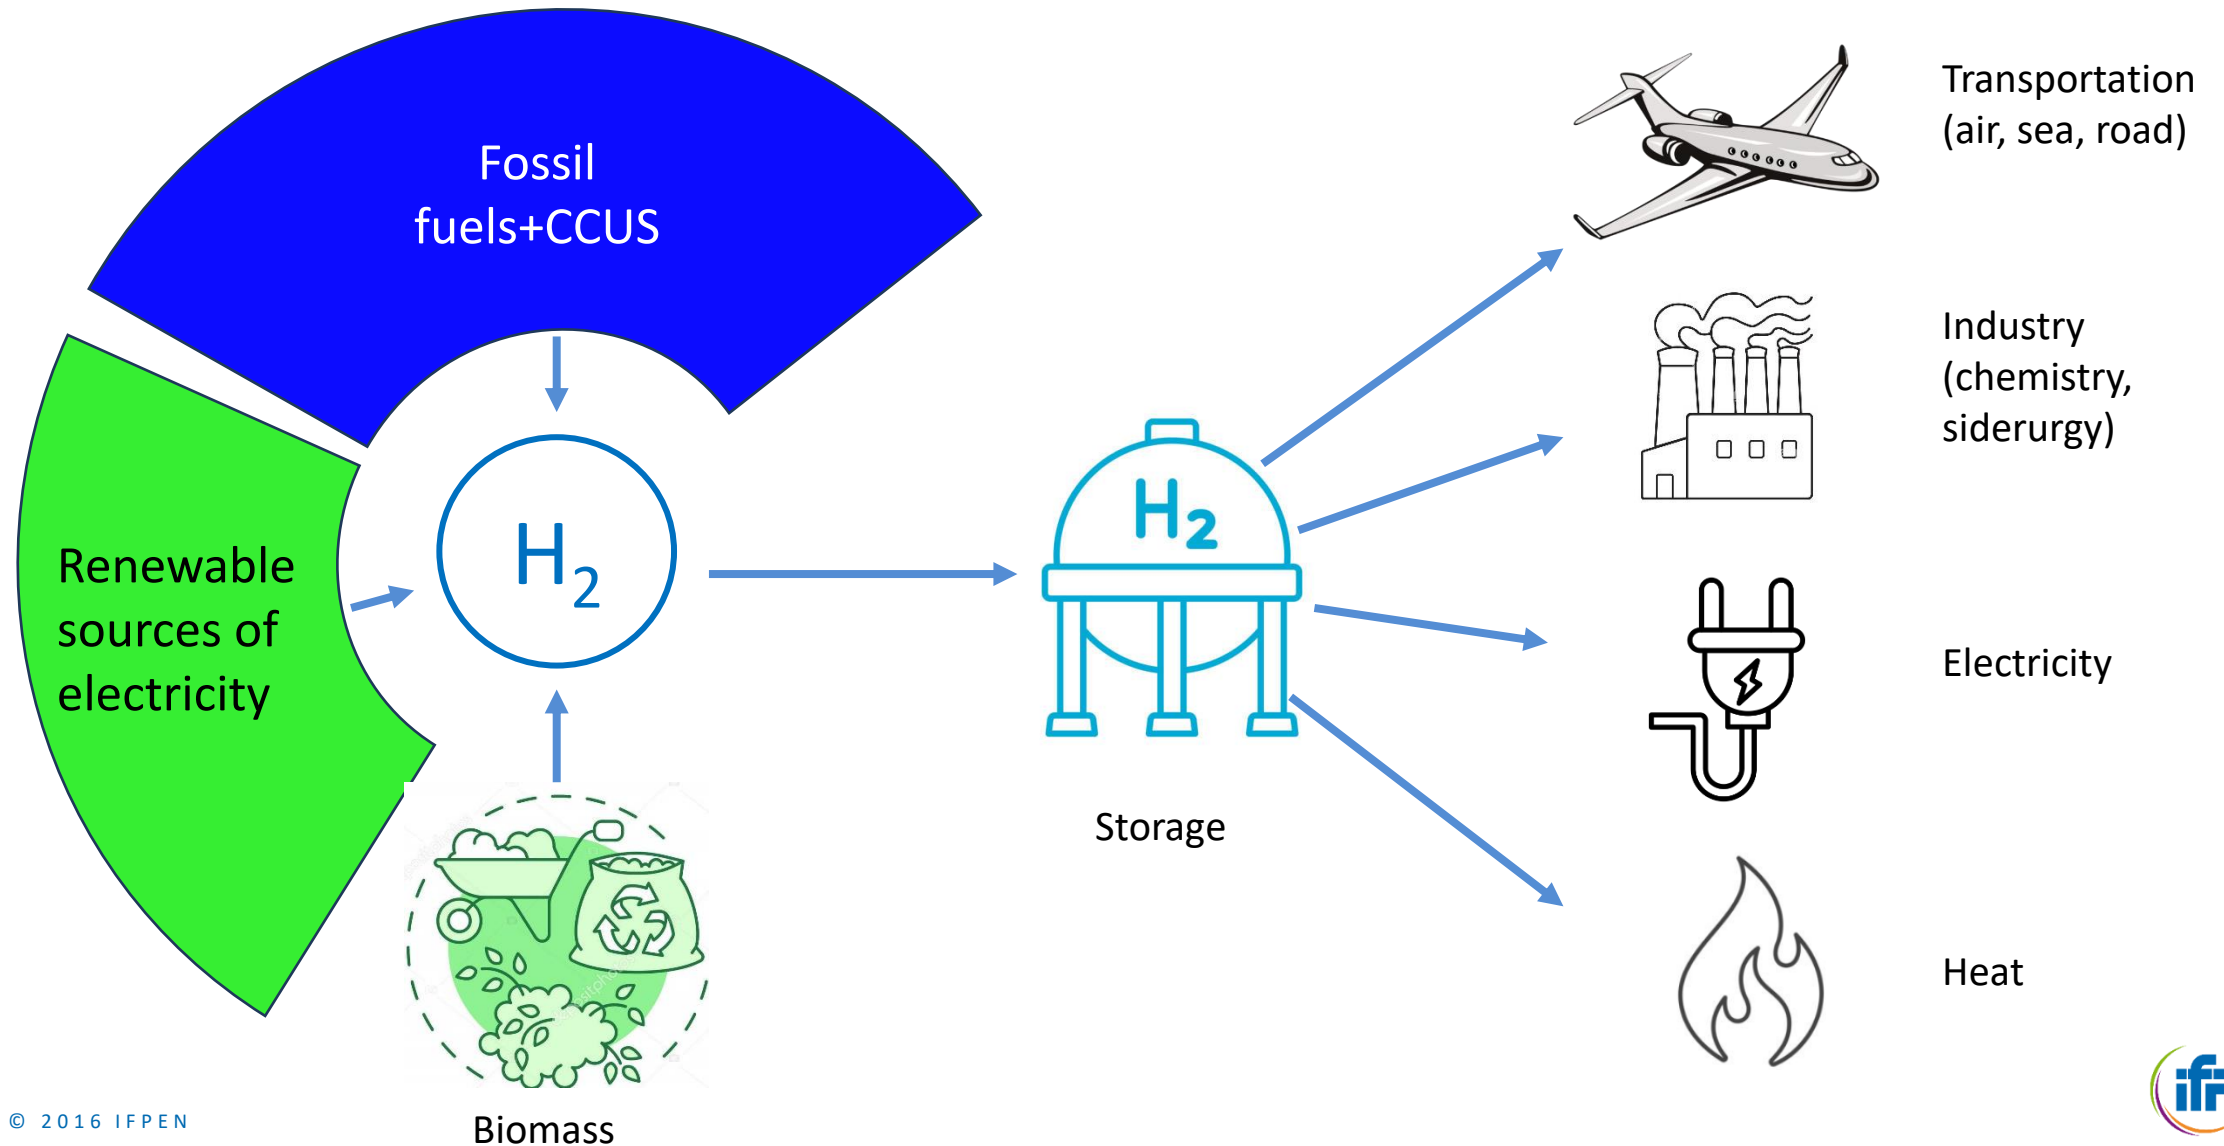 Fossil
fuels+CCUS
Renewable
sources of
electricity
H2
Biomass
H2
Storage
Transportation
(air, sea, road)
Industry
(chemistry,
siderurgy)
Electricity
Heat
© 2016 IFPEN